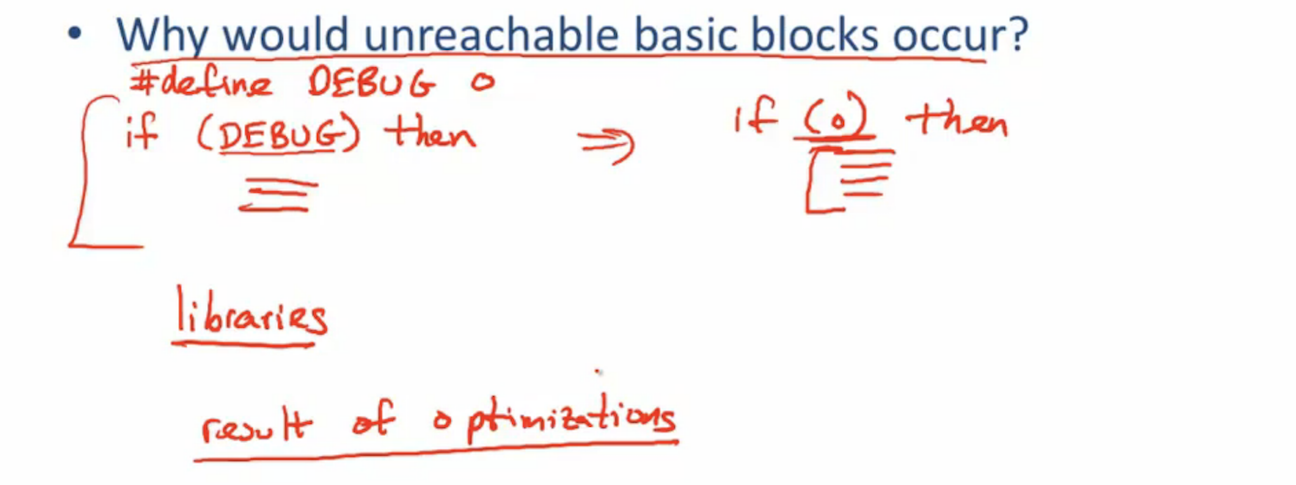 • Why would unreachable basic blocks occur?
#define DEBUG 0
if (DEBUG) then ⇒ if (0) then
libraries
result of optimizations